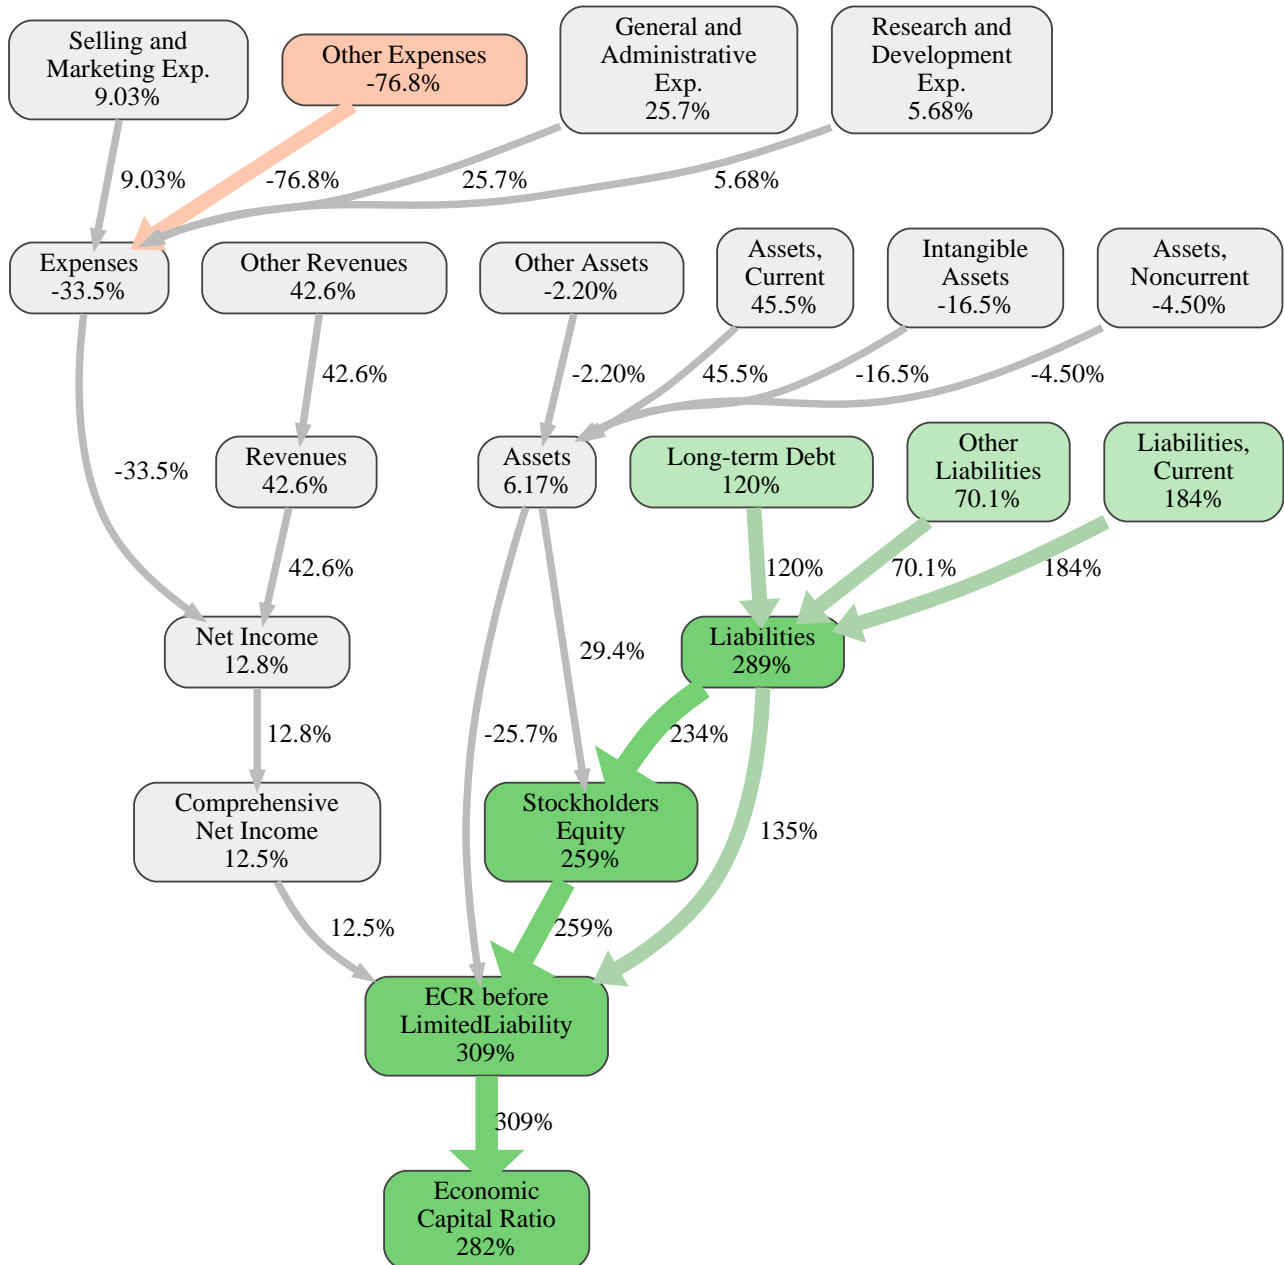 Selling and
Marketing Exp.
9.03%
Other Expenses
-76.8%
General and
Administrative
Exp.
25.7%
Research and
Development
Exp.
5.68%
9.03%
-76.8%
25.7%
5.68%
Expenses
-33.5%
Other Revenues
42.6%
Other Assets
-2.20%
Assets,
Current
45.5%
Intangible
Assets
-16.5%
Assets,
Noncurrent
-4.50%
42.6%
-2.20%
45.5%
-16.5%
-4.50%
-33.5%
Revenues
42.6%
Assets
6.17%
Long-term Debt
120%
Other
Liabilities
70.1%
Liabilities,
Current
184%
42.6%
120%
70.1%
184%
Net Income
12.8%
29.4%
Liabilities
289%
12.8%
-25.7%
234%
Comprehensive
Net Income
12.5%
Stockholders
Equity
259%
135%
12.5%
259%
ECR before
LimitedLiability
309%
309%
Economic
Capital Ratio
282%